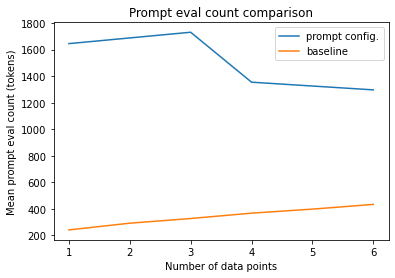 Prompt eval count comparison
prompt config.
baseline
Mean prompt eval count (tokens)
1800
1600
1400
1200
1000
800
600
400
200
1 2 3 4 5 6
Number of data points